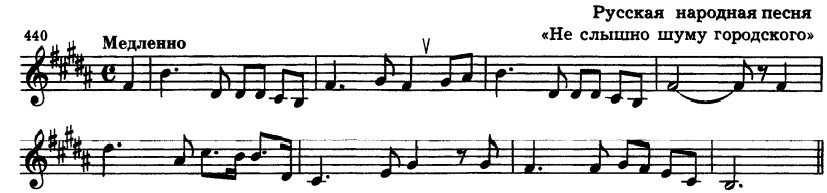 Русская народная песня
440
«Не слышно шуму городского»
Медленно